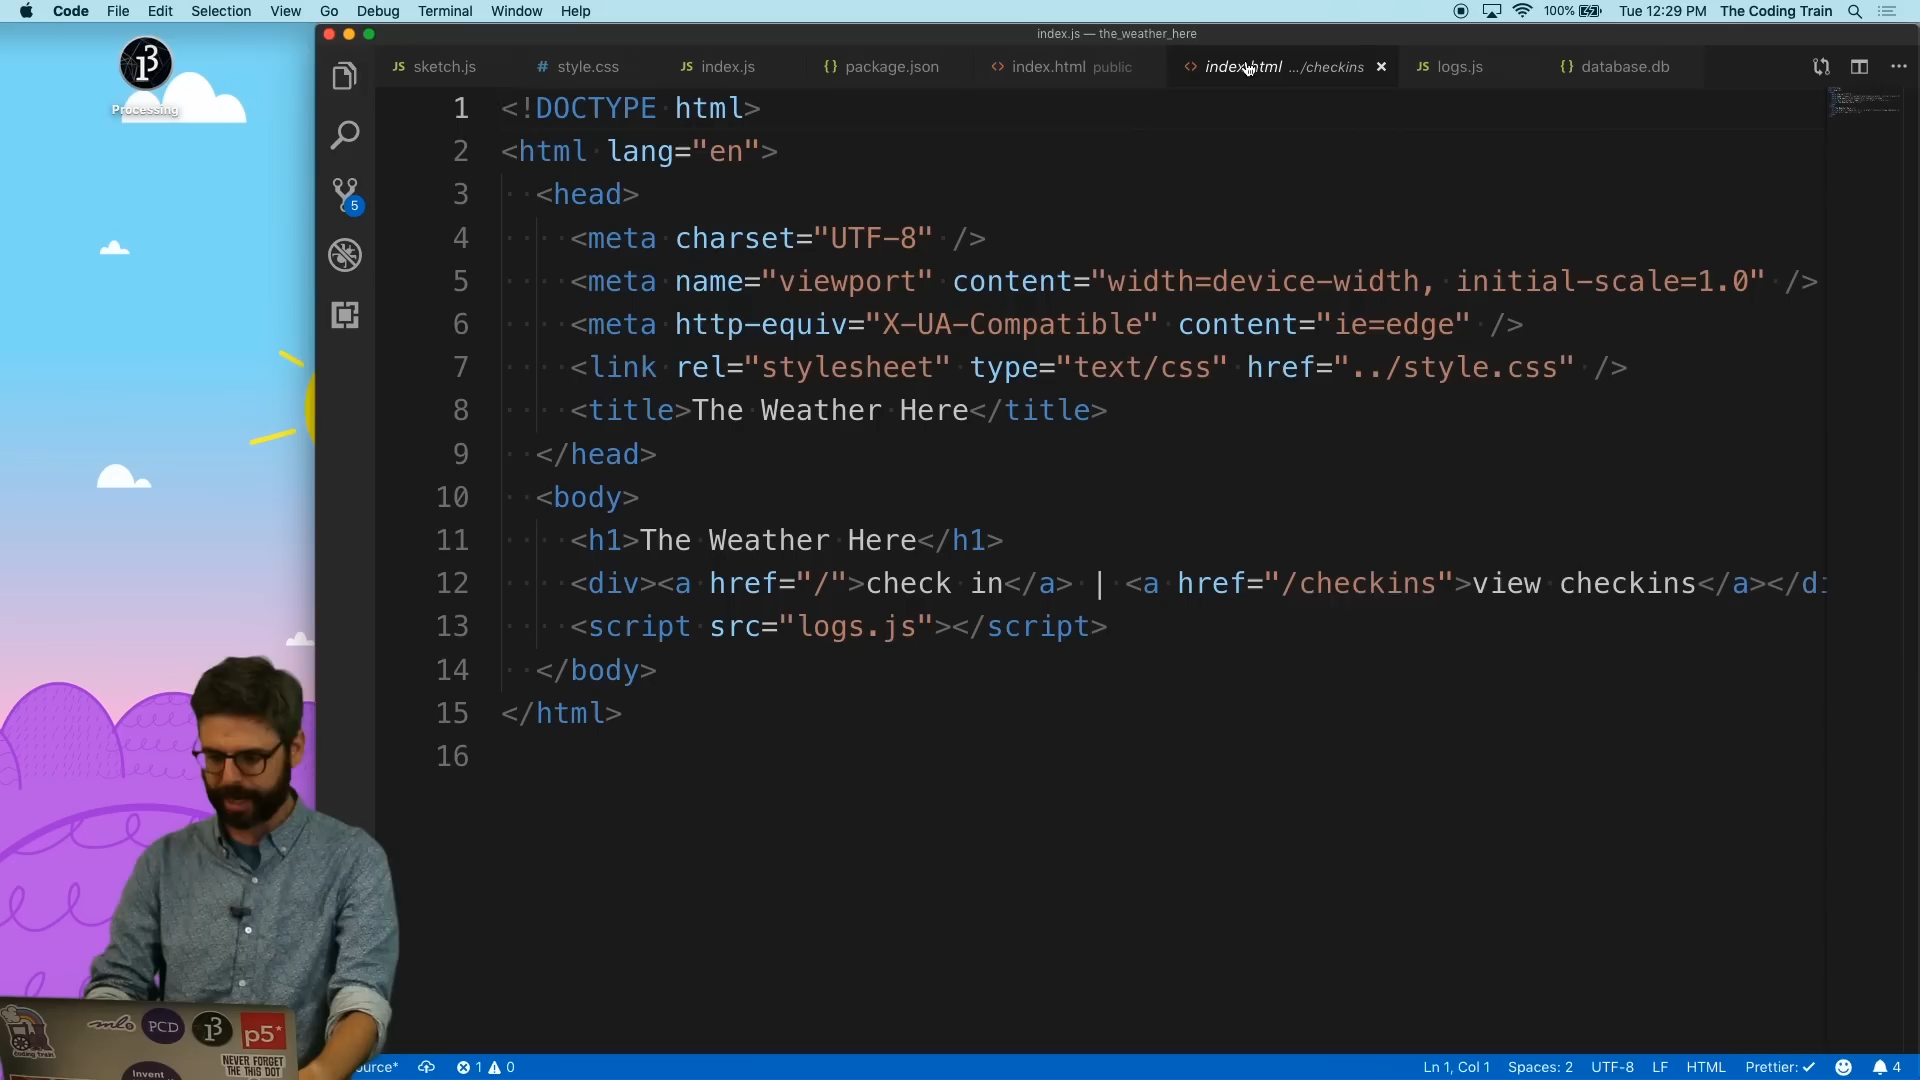 Code File Edit Selection View Go Debug Terminal Window Help
100% Tue 12:29 PM The Coding Train
index.js — the_weather_here
JS sketch.js # style.css JS index.js {} package.json <> index.html public <> index.html .../checkins JS logs.js {} database.db
Processing
5
1 <!DOCTYPE html>
2 <html lang="en">
3 <head>
4 <meta charset="UTF-8" />
5 <meta name="viewport" content="width=device-width, initial-scale=1.0" />
6 <meta http-equiv="X-UA-Compatible" content="ie=edge" />
7 <link rel="stylesheet" type="text/css" href="../style.css" />
8 <title>The Weather Here</title>
9 </head>
10 <body>
11 <h1>The Weather Here</h1>
12 <div><a href="/">check in</a> | <a href="/checkins">view checkins</a></di
13 <script src="logs.js"></script>
14 </body>
15 </html>
16
mlo PCD p5*
Coding Train
NEVER FORGET
THE THIS DOT
Invent
ource* 1 0 Ln 1, Col 1 Spaces: 2 UTF-8 LF HTML Prettier: ✓ 4